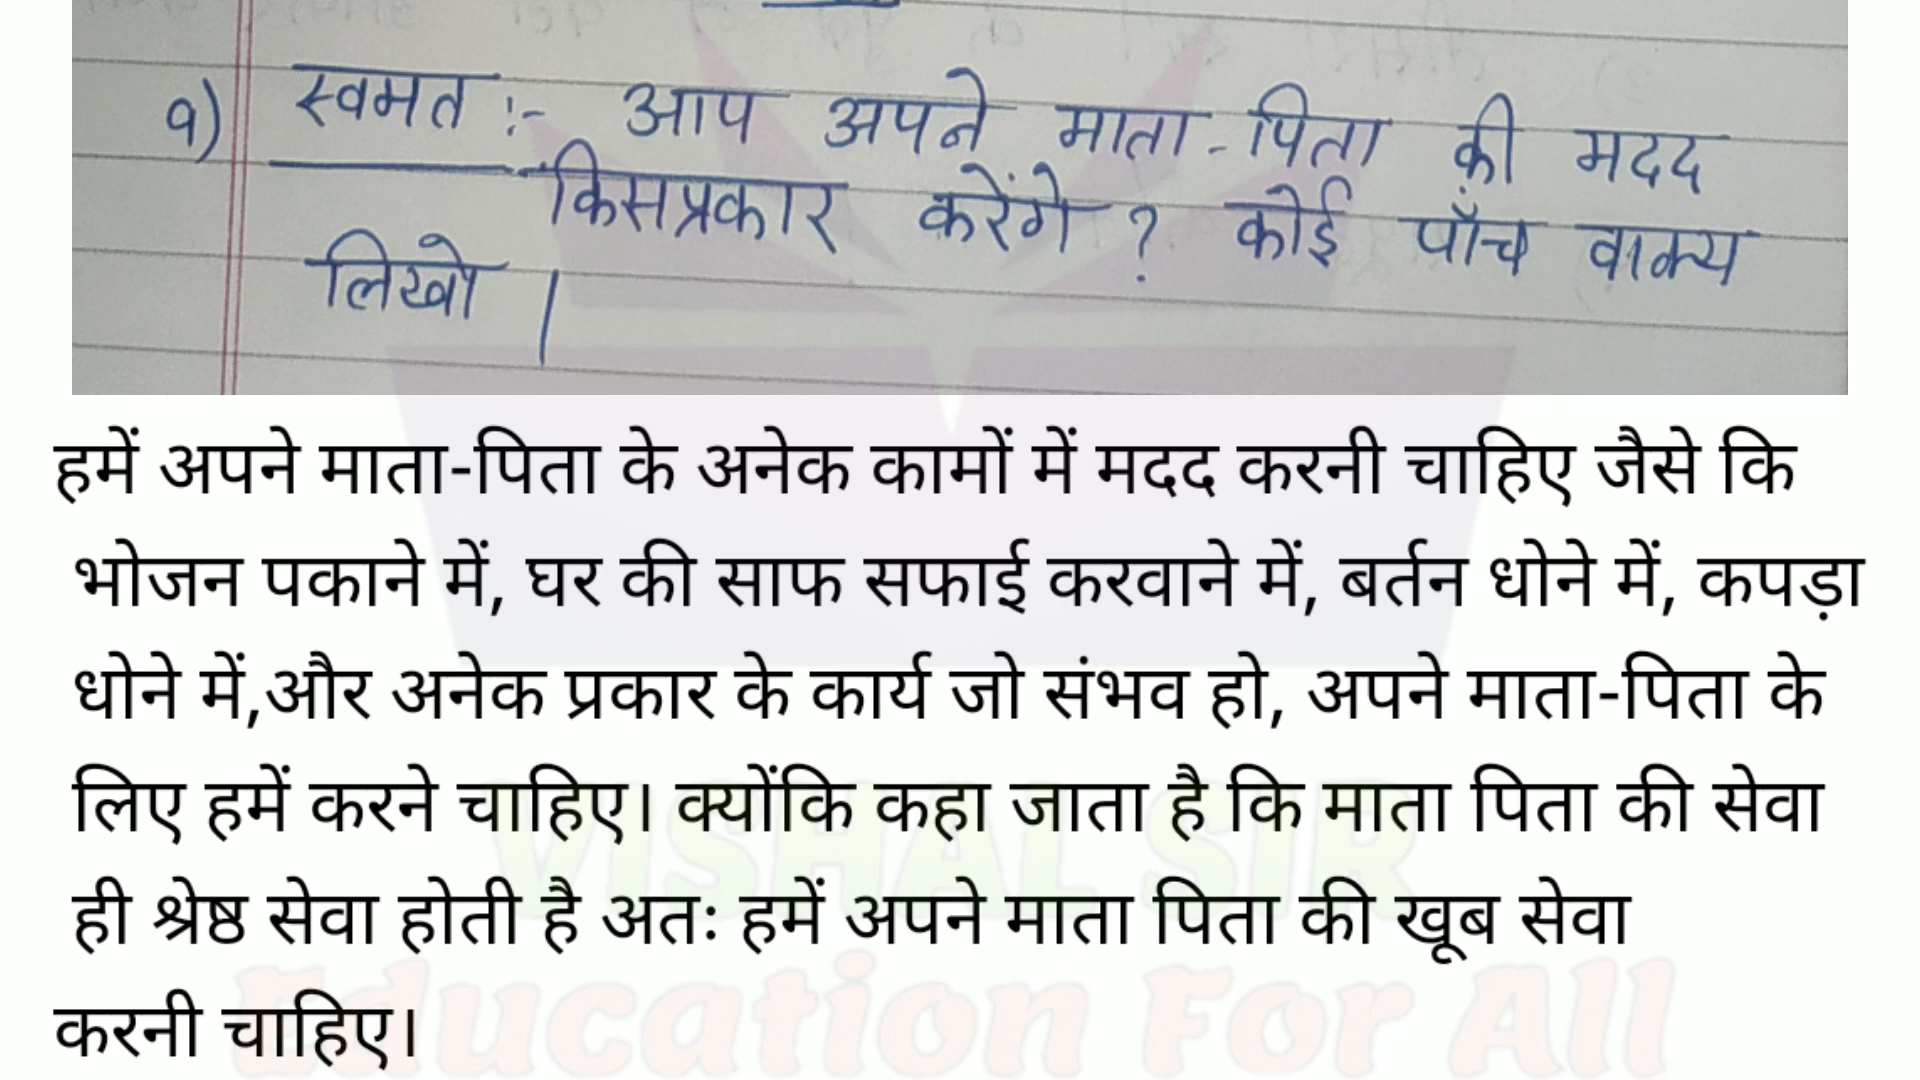 १) स्वमत :- आप अपने माता-पिता की मदद
किसप्रकार करेंगे ? कोई पाँच वाक्य
लिखो |
हमें अपने माता-पिता के अनेक कामों में मदद करनी चाहिए जैसे कि
भोजन पकाने में, घर की साफ सफाई करवाने में, बर्तन धोने में, कपड़ा
धोने में,और अनेक प्रकार के कार्य जो संभव हो, अपने माता-पिता के
लिए हमें करने चाहिए। क्योंकि कहा जाता है कि माता पिता की सेवा
ही श्रेष्ठ सेवा होती है अतः हमें अपने माता पिता की खूब सेवा
करनी चाहिए।
VISHAL SIR
Education For All